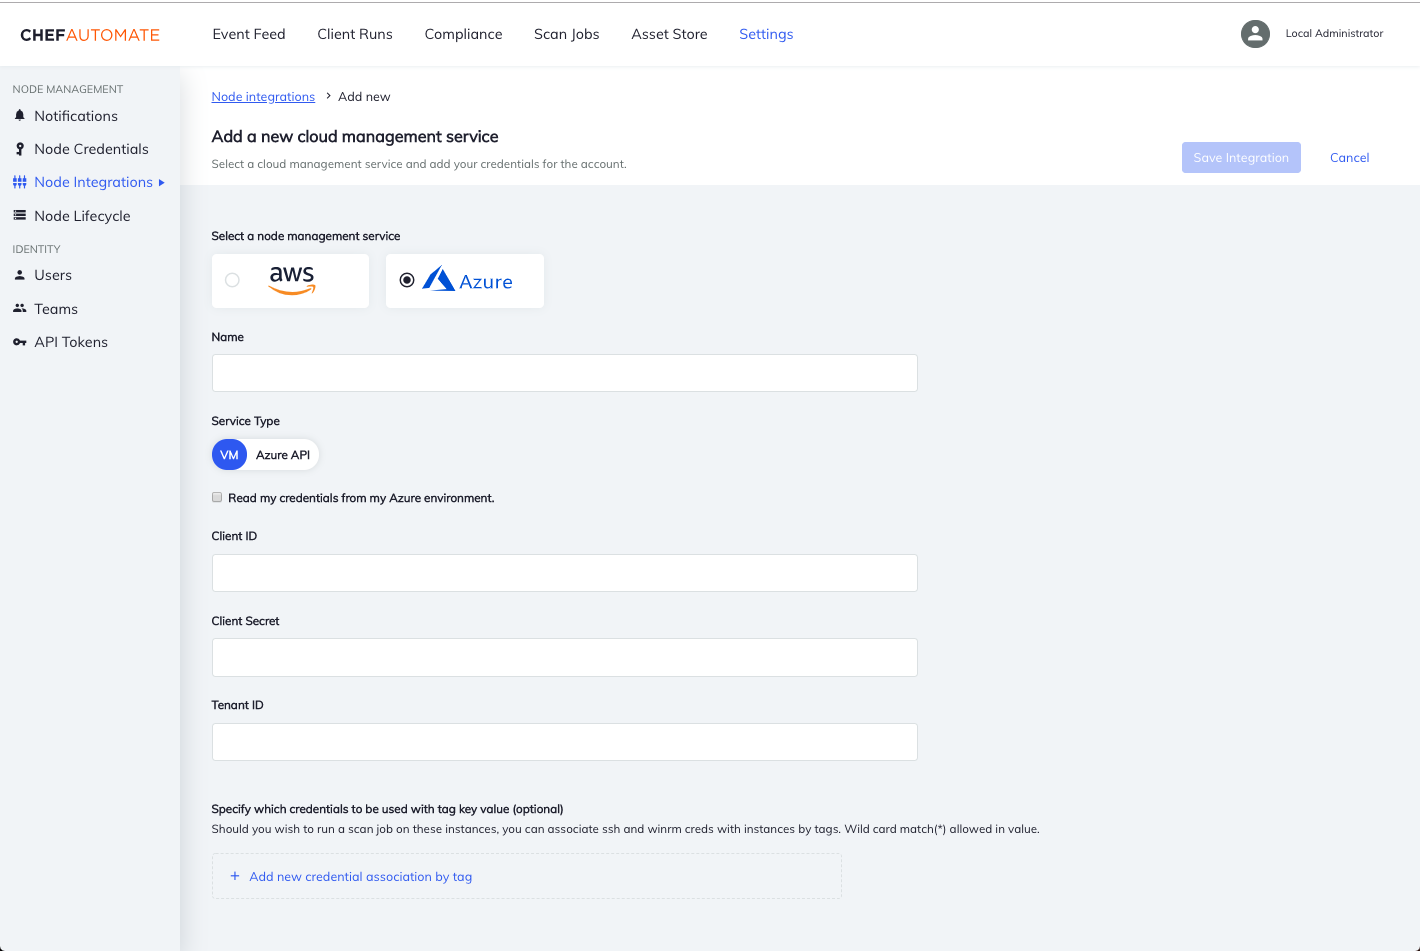 CHEFAUTOMATE
Event Feed
Client Runs
Compliance
Scan Jobs
Asset Store
Settings
Local Administrator
NODE MANAGEMENT
Notifications
Node Credentials
Node Integrations
Node Lifecycle
IDENTITY
Users
Teams
API Tokens
Node integrations > Add new
Add a new cloud management service
Select a cloud management service and add your credentials for the account.
Save Integration
Cancel
Select a node management service
aws
Azure
Name
Service Type
VM Azure API
Read my credentials from my Azure environment.
Client ID
Client Secret
Tenant ID
Specify which credentials to be used with tag key value (optional)
Should you wish to run a scan job on these instances, you can associate ssh and winrm creds with instances by tags. Wild card match(*) allowed in value.
+ Add new credential association by tag